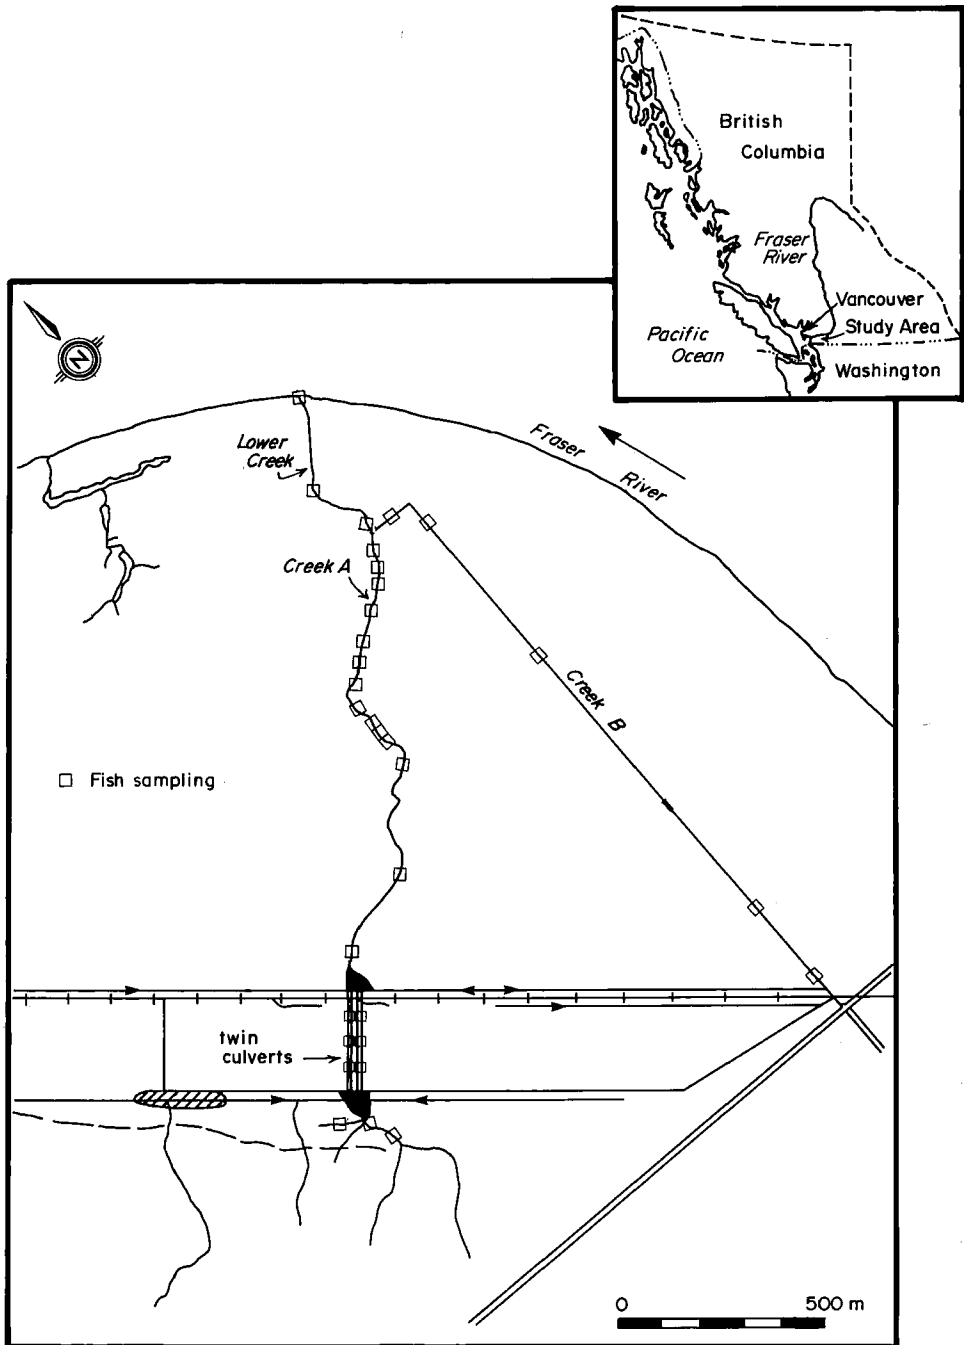 British
Columbia
Fraser
River
Vancouver
Study Area
Pacific
Ocean
Washington
N
Lower
Creek
Fraser
River
Creek A
Creek B
Fish sampling
twin
culverts
0 500 m